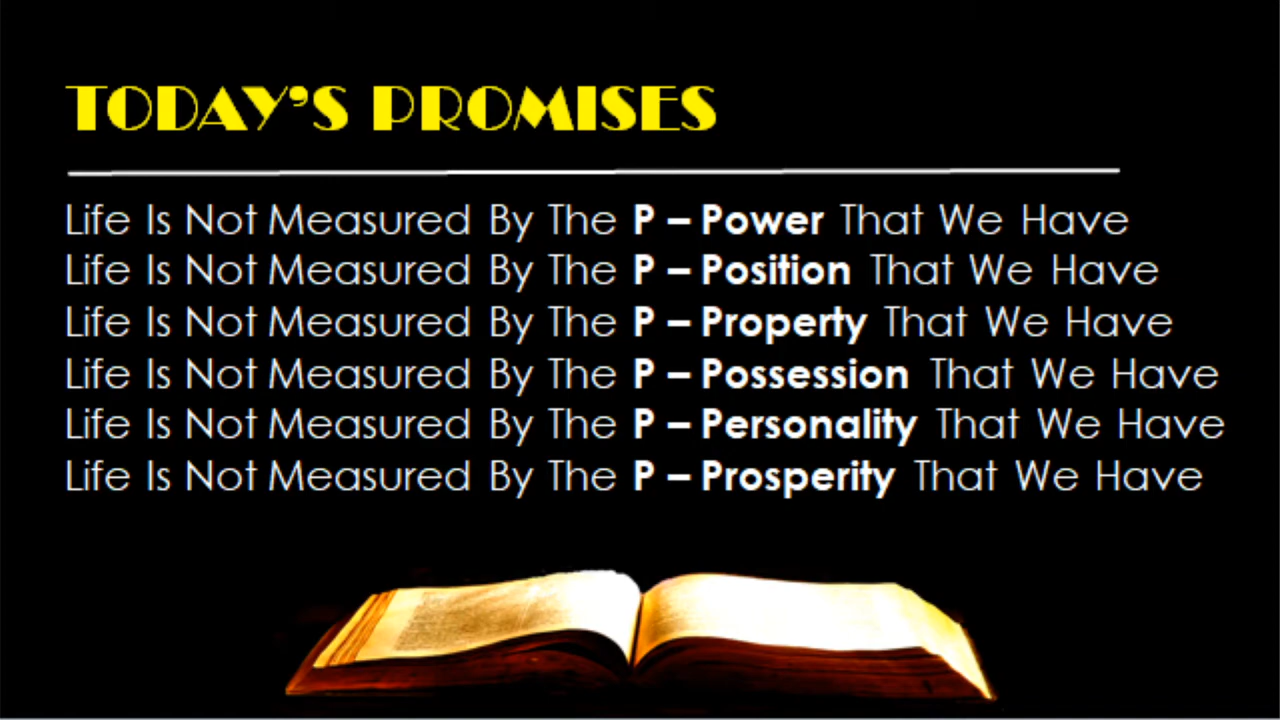 TODAY'S PROMISES
Life Is Not Measured By The P – Power That We Have
Life Is Not Measured By The P – Position That We Have
Life Is Not Measured By The P – Property That We Have
Life Is Not Measured By The P – Possession That We Have
Life Is Not Measured By The P – Personality That We Have
Life Is Not Measured By The P – Prosperity That We Have